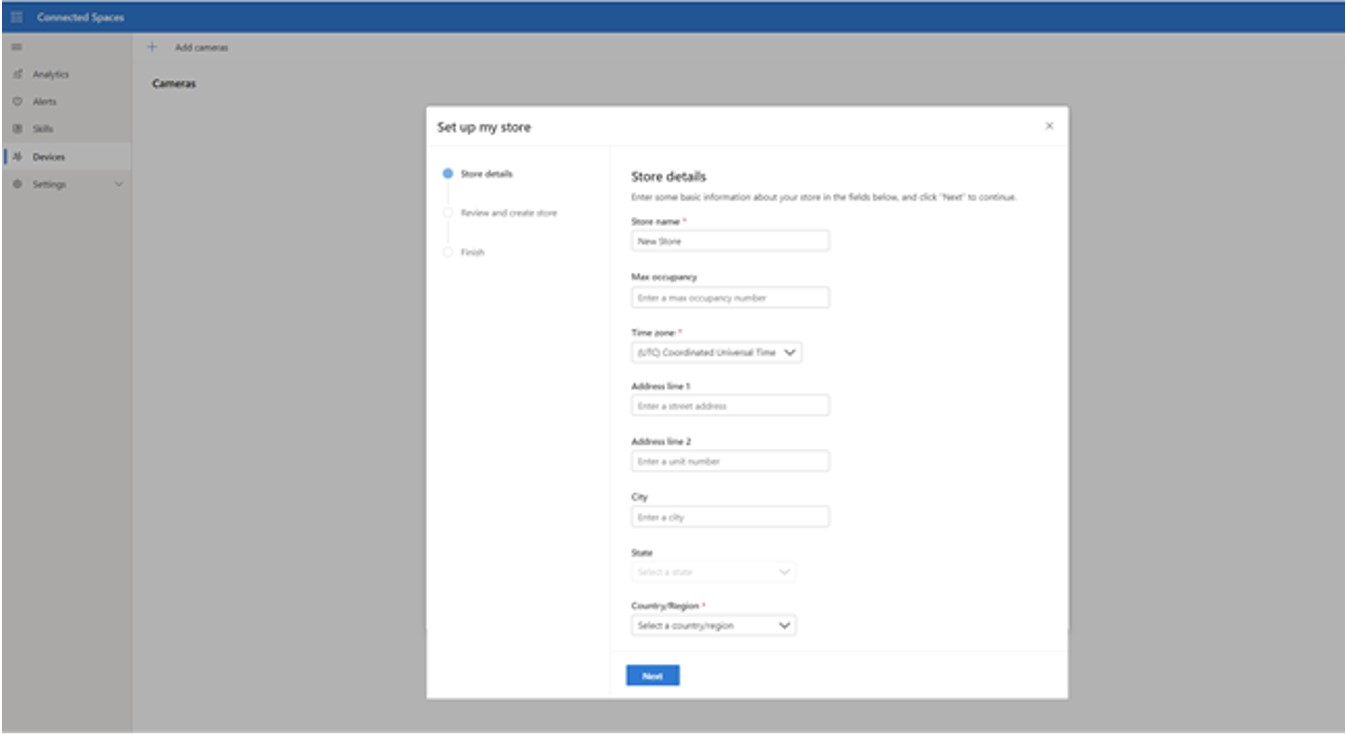 Connected Spaces
Add cameras
Analytics
Cameras
Alerts
Skills
Devices
Settings
Set up my store
Store details
Review and create store
Finish
Store details
Enter some basic information about your store in the fields below, and click "Next" to continue.
Store name *
New Store
Max occupancy
Enter a max occupancy number
Time zone *
(UTC) Coordinated Universal Time
Address line 1
Enter a street address
Address line 2
Enter a unit number
City
Enter a city
State
Select a state
Country/Region *
Select a country/region
Next